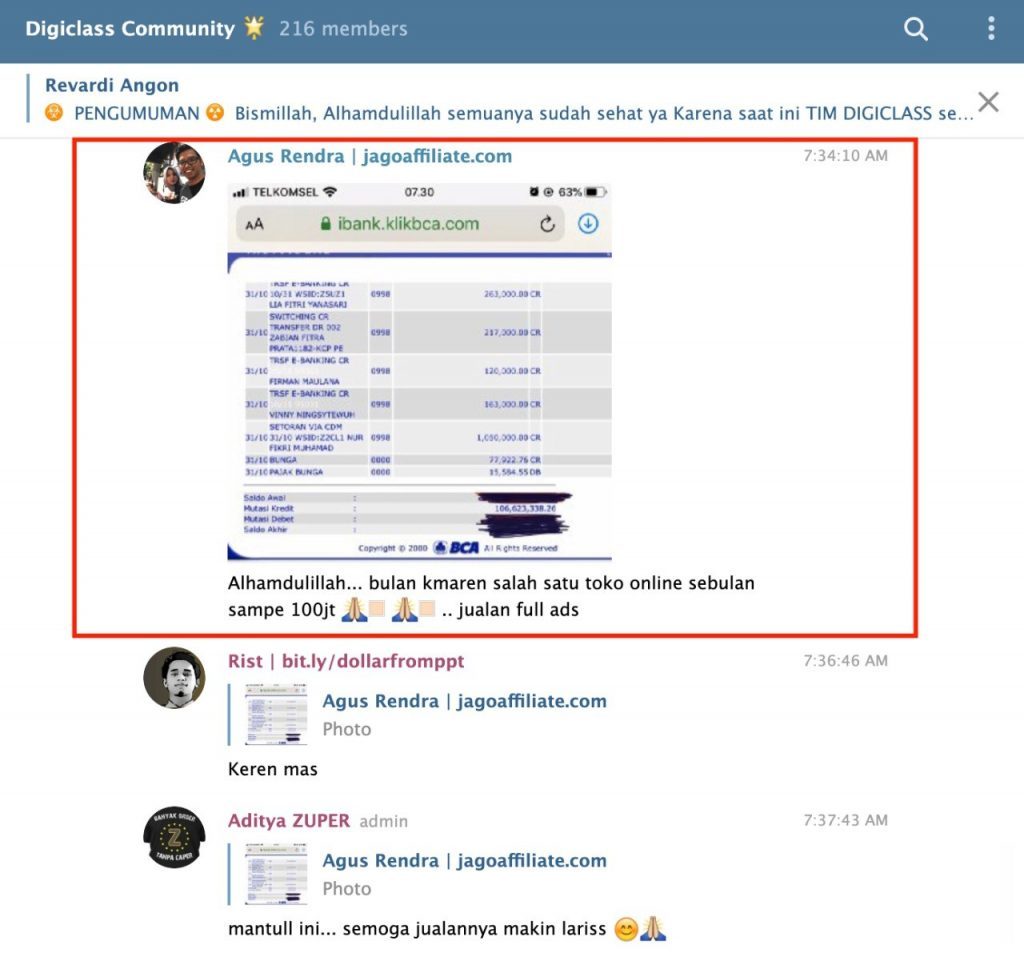 Digiclass Community 216 members
Revardi Angon
PENGUMUMAN Bismillah, Alhamdulillah semuanya sudah sehat ya Karena saat ini TIM DIGICLASS se...
Agus Rendra | jagoaffiliate.com 7:34:10 AM
TELKOMSEL 07.30 63%
AA ibank.klikbca.com
TRSF E-BANKING CR
31/10 10/31 WSID:Z5UZ1 0998 263,000.00 CR
LIA FITRI YANASARI
SWITCHING CR
TRANSFER DR 002
31/10 ZABIAN FITRA 0998 217,000.00 CR
PRATA1182-KCP PE
TRSF E-BANKING CR
31/10 0998 120,000.00 CR
FIRMAN MAULANA
TRSF E-BANKING CR
31/10 0998 163,000.00 CR
VINNY NINGSYTEWUH
SETORAN VIA CDM
31/10 31/10 WSID:Z2CL1 NUR 0998 1,050,000.00 CR
FIKRI MUHAMAD
31/10 BUNGA 0000 77,922.76 CR
31/10 PAJAK BUNGA 0000 15,584.55 DB
Saldo Awal :
Mutasi Kredit : 106,623,338.26
Mutasi Debet :
Saldo Akhir :
Copyright © 2000 BCA All Rights Reserved
Alhamdulillah... bulan kmaren salah satu toko online sebulan
sampe 100jt 🙏🏻 🙏🏻 .. jualan full ads
Rist | bit.ly/dollarfromppt 7:36:46 AM
Agus Rendra | jagoaffiliate.com
Photo
Keren mas
BANYAK ORDER
Z
TANPA CAPER
Aditya ZUPER admin 7:37:43 AM
Agus Rendra | jagoaffiliate.com
Photo
mantull ini... semoga jualannya makin lariss 😊🙏